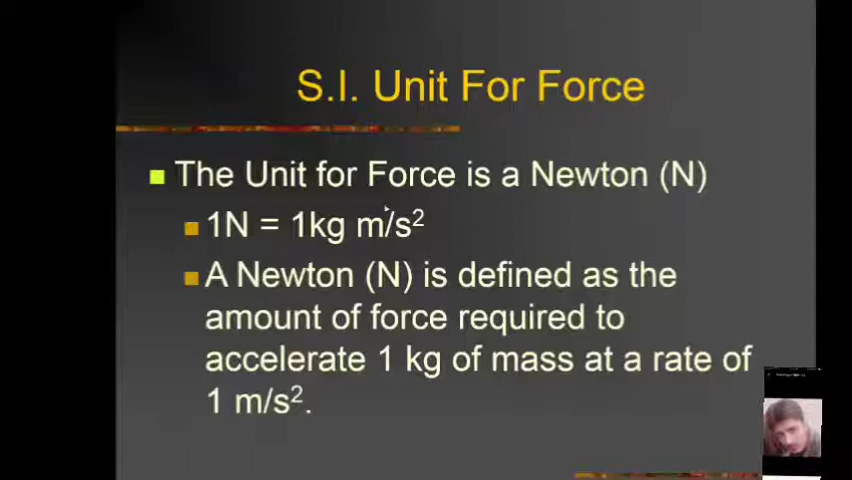 S.I. Unit For Force
The Unit for Force is a Newton (N)
1N = 1kg m/s²
A Newton (N) is defined as the
amount of force required to
accelerate 1 kg of mass at a rate of
1 m/s².